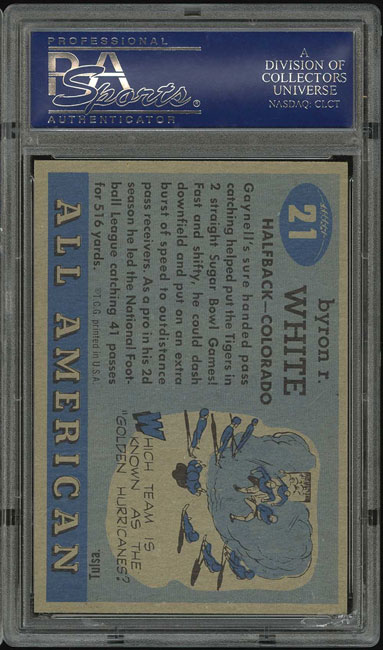 PROFESSIONAL
PSA
Sports
®
AUTHENTICATOR
A
DIVISION OF
COLLECTORS
UNIVERSE
NASDAQ: CLCT
21
byron r.
WHITE
HALFBACK—COLORADO
Gaynell's sure handed pass
catching helped put the Tigers in
2 straight Sugar Bowl Games!
Fast and shifty, he could dash
downfield and put on an extra
burst of speed to outdistance
pass receivers. As a pro in his 2d
season he led the National Foot-
ball League catching 41 passes
for 516 yards.
©T.C.G. printed in U.S.A.
WHICH TEAM IS
KNOWN AS THE
"GOLDEN HURRICANES?
Tulsa
ALL AMERICAN